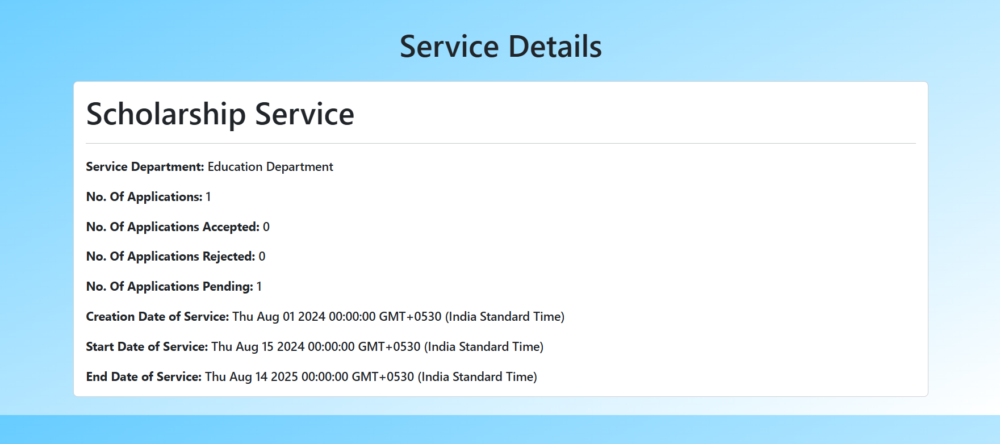 Service Details
Scholarship Service
Service Department: Education Department
No. Of Applications: 1
No. Of Applications Accepted: 0
No. Of Applications Rejected: 0
No. Of Applications Pending: 1
Creation Date of Service: Thu Aug 01 2024 00:00:00 GMT+0530 (India Standard Time)
Start Date of Service: Thu Aug 15 2024 00:00:00 GMT+0530 (India Standard Time)
End Date of Service: Thu Aug 14 2025 00:00:00 GMT+0530 (India Standard Time)